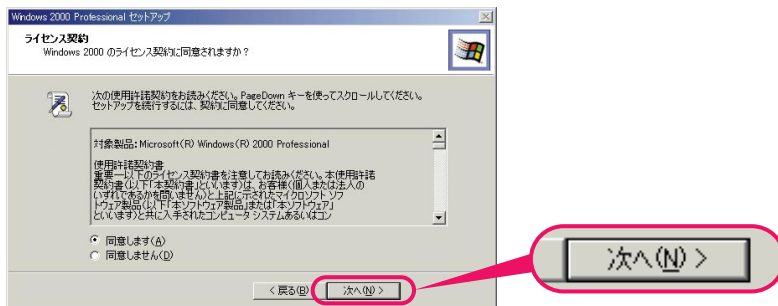 Windows 2000 Professional セットアップ
ライセンス契約
Windows 2000 のライセンス契約に同意されますか?
次の使用許諾契約をお読みください。PageDown キーを使ってスクロールしてください。
セットアップを続行するには、契約に同意してください。
対象製品: Microsoft(R) Windows(R) 2000 Professional
使用許諾契約書
重要―以下のライセンス契約書を注意してお読みください。本使用許諾
契約書(以下「本契約書」といいます)は、お客様(個人または法人の
いずれであるかを問いません)と上記に示されたマイクロソフト ソフ
トウェア製品(以下「本ソフトウェア製品」または「本ソフトウェア」
といいます)と共に入手されたコンピュータ システムあるいはコン
同意します(A)
同意しません(D)
< 戻る(B)
次へ(N) >
次へ(N) >